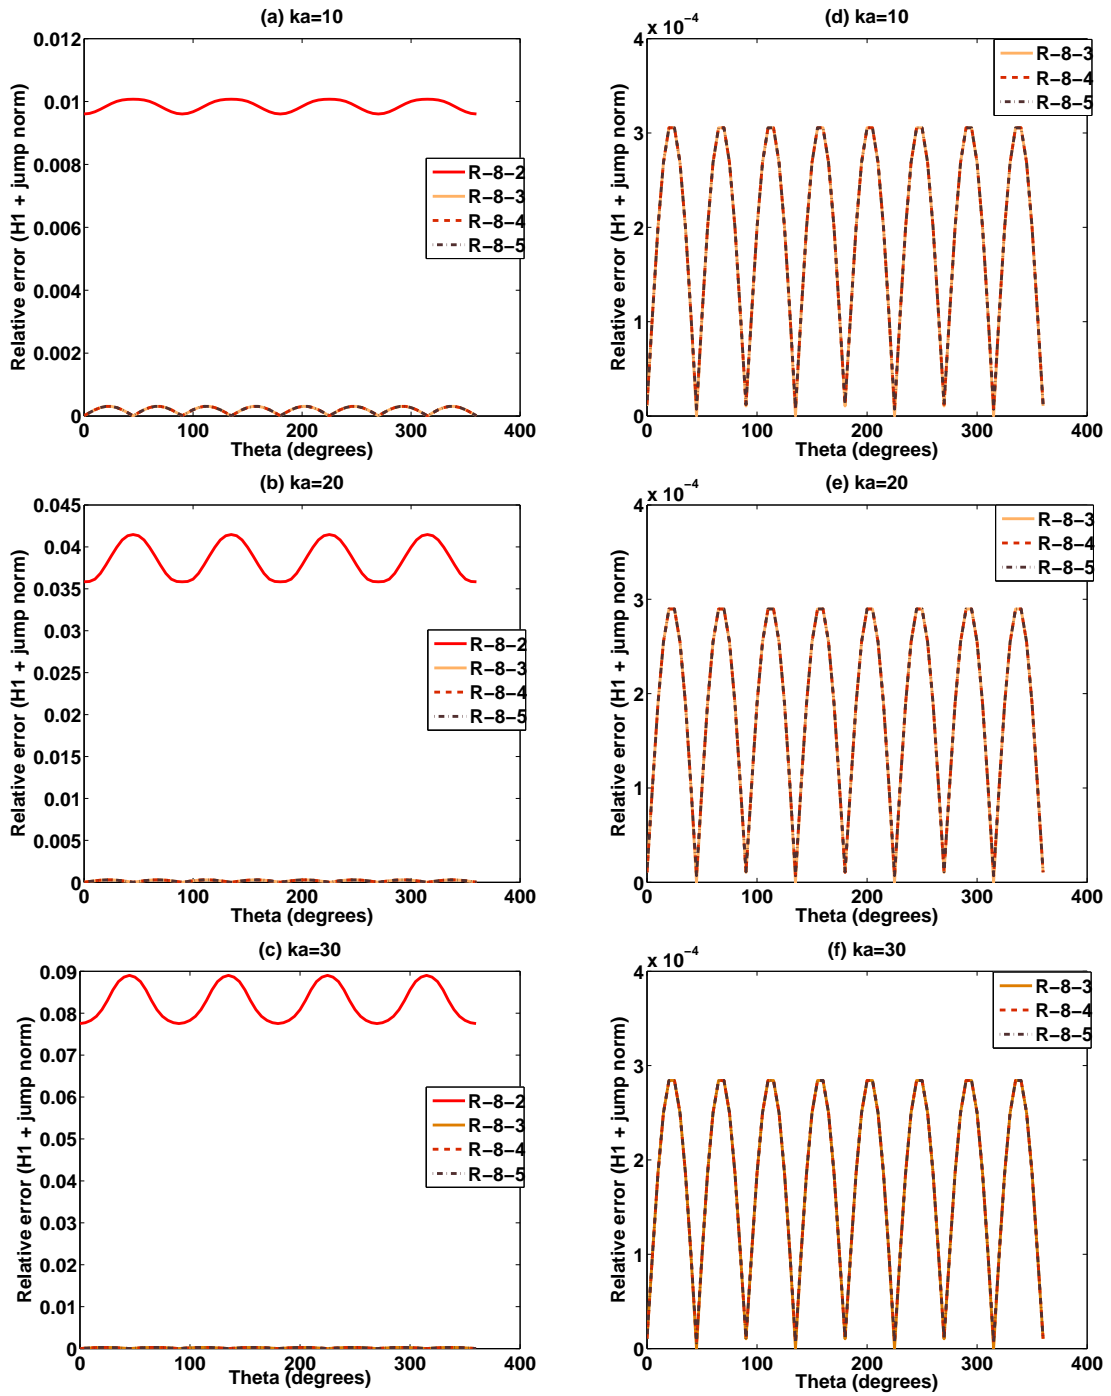 (a) ka=10
Relative error (H1 + jump norm)
0.012
0.01
0.008
0.006
0.004
0.002
0
0
100
200
300
400
Theta (degrees)
R-8-2
R-8-3
R-8-4
R-8-5
(d) ka=10
x 10^-4
Relative error (H1 + jump norm)
4
3
2
1
0
0
100
200
300
400
Theta (degrees)
R-8-3
R-8-4
R-8-5
(b) ka=20
Relative error (H1 + jump norm)
0.045
0.04
0.035
0.03
0.025
0.02
0.015
0.01
0.005
0
0
100
200
300
400
Theta (degrees)
R-8-2
R-8-3
R-8-4
R-8-5
(e) ka=20
x 10^-4
Relative error (H1 + jump norm)
4
3
2
1
0
0
100
200
300
400
Theta (degrees)
R-8-3
R-8-4
R-8-5
(c) ka=30
Relative error (H1 + jump norm)
0.09
0.08
0.07
0.06
0.05
0.04
0.03
0.02
0.01
0
0
100
200
300
400
Theta (degrees)
R-8-2
R-8-3
R-8-4
R-8-5
(f) ka=30
x 10^-4
Relative error (H1 + jump norm)
4
3
2
1
0
0
100
200
300
400
Theta (degrees)
R-8-3
R-8-4
R-8-5